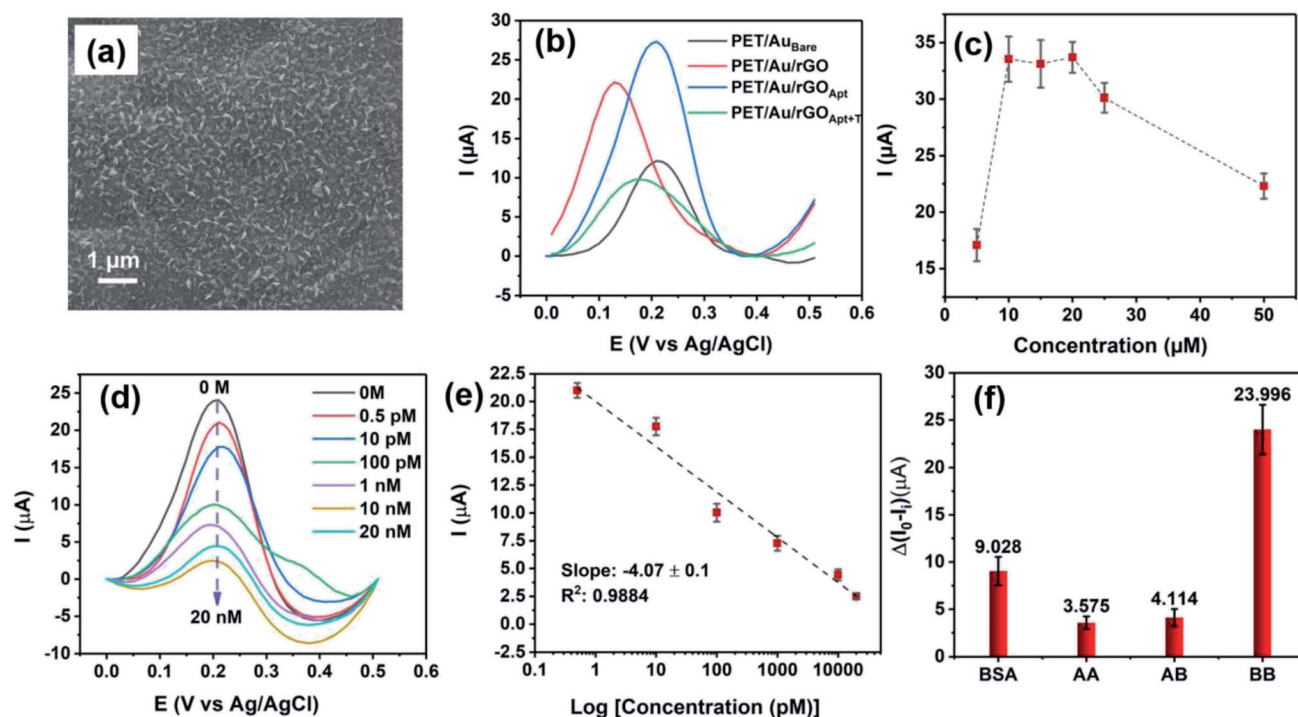 (a)
1 µm
(b)
PET/Au_Bare
PET/Au/rGO
PET/Au/rGO_Apt
PET/Au/rGO_Apt+T
I (µA)
30
25
20
15
10
5
0
-5
0.0 0.1 0.2 0.3 0.4 0.5 0.6
E (V vs Ag/AgCl)
(c)
I (µA)
35
30
25
20
15
0 10 20 30 40 50
Concentration (µM)
(d)
0 M
0M
0.5 pM
10 pM
100 pM
1 nM
10 nM
20 nM
20 nM
I (µA)
25
20
15
10
5
0
-5
-10
0.0 0.1 0.2 0.3 0.4 0.5 0.6
E (V vs Ag/AgCl)
(e)
I (µA)
22.5
20.0
17.5
15.0
12.5
10.0
7.5
5.0
2.5
0.0
-2.5
Slope: -4.07 ± 0.1
R²: 0.9884
0.1 1 10 100 1000 10000
Log [Concentration (pM)]
(f)
Δ(I₀-Iᵢ)(µA)
30
25
20
15
10
5
0
9.028
3.575
4.114
23.996
BSA AA AB BB